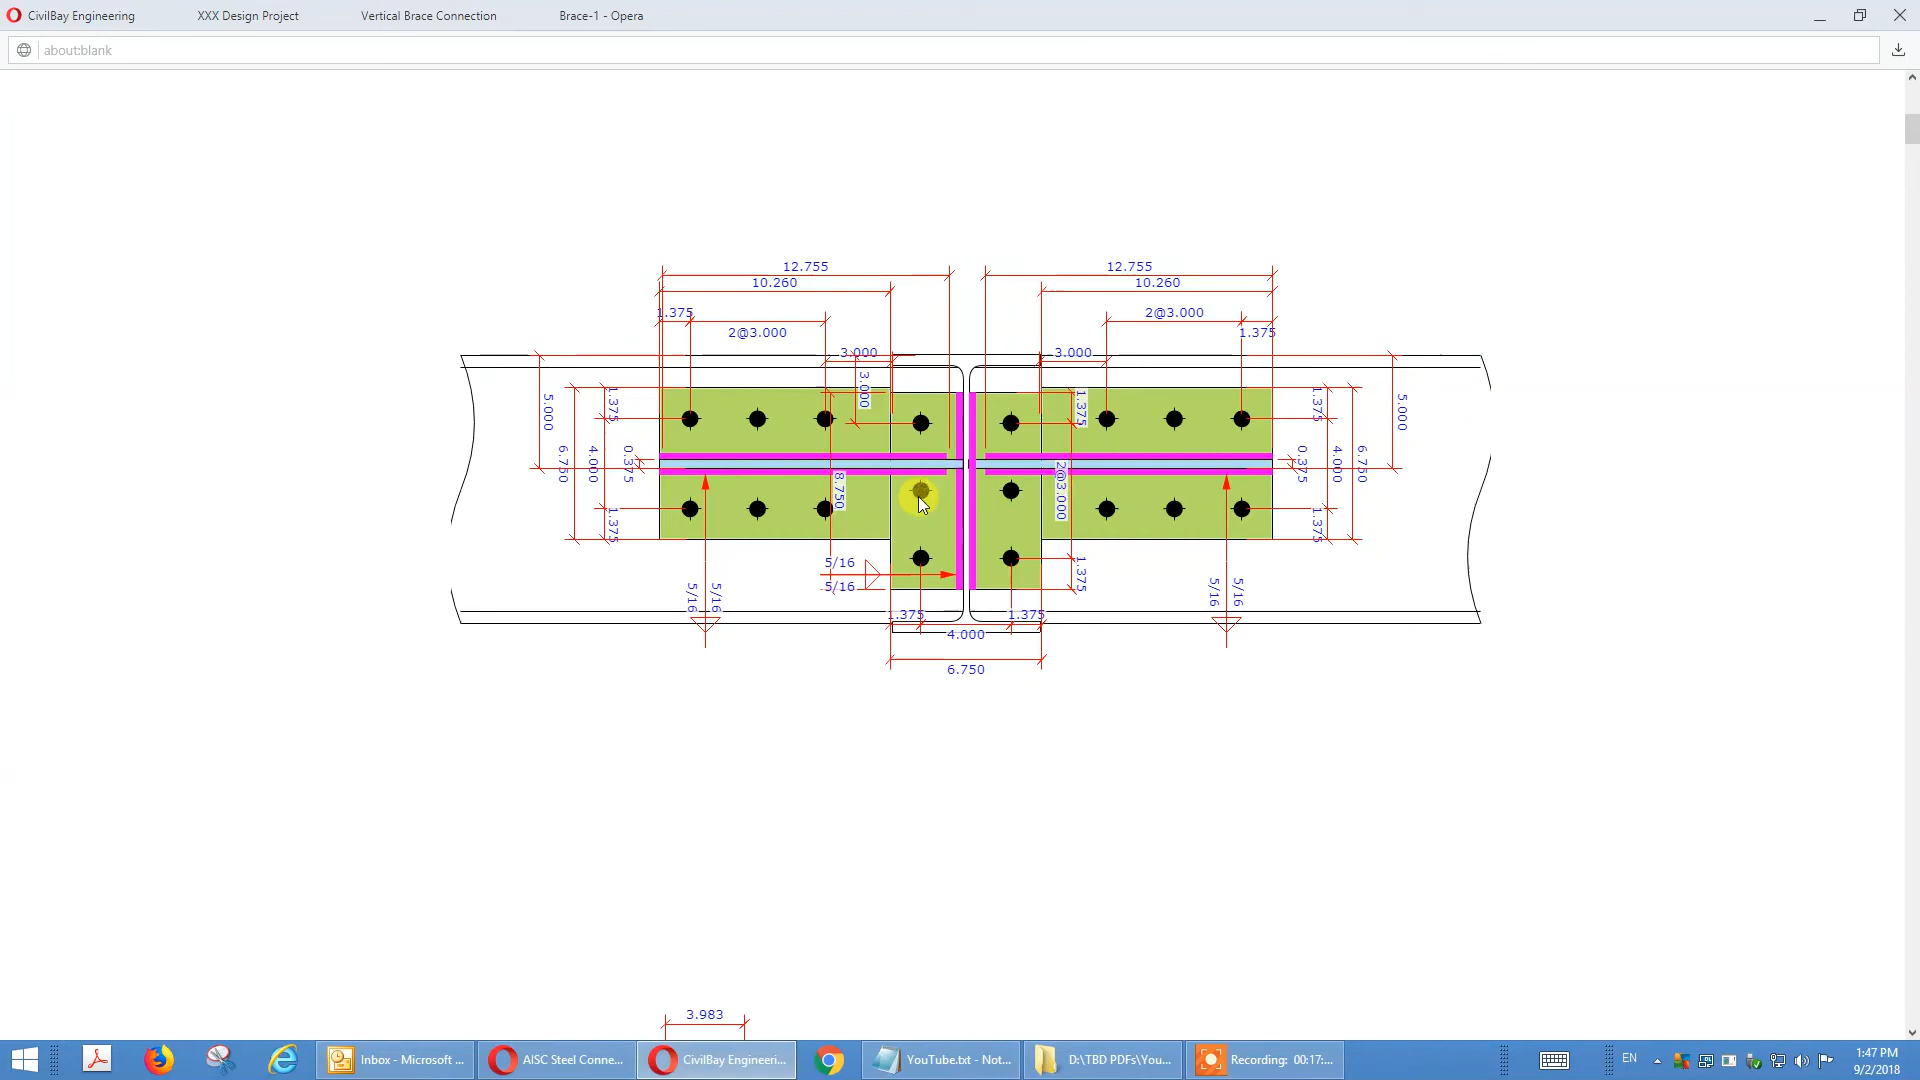 CivilBay Engineering XXX Design Project Vertical Brace Connection Brace-1 - Opera
about:blank
12.755 12.755
10.260 10.260
1.375 2@3.000 2@3.000 1.375
3.000 3.000
3.000
5.000 1.375 1.375 1.375 5.000
6.750 4.000 0.375 0.375 4.000 6.750
8.750 2@3.000
1.375 1.375 1.375
5/16 5/16
5/16 5/16 5/16 5/16
1.375 1.375
4.000
6.750
3.983
Inbox - Microsoft ... AISC Steel Conne... CivilBay Engineeri... YouTube.txt - Not... D:\TBD PDFs\You... Recording: 00:17:... EN 1:47 PM
9/2/2018